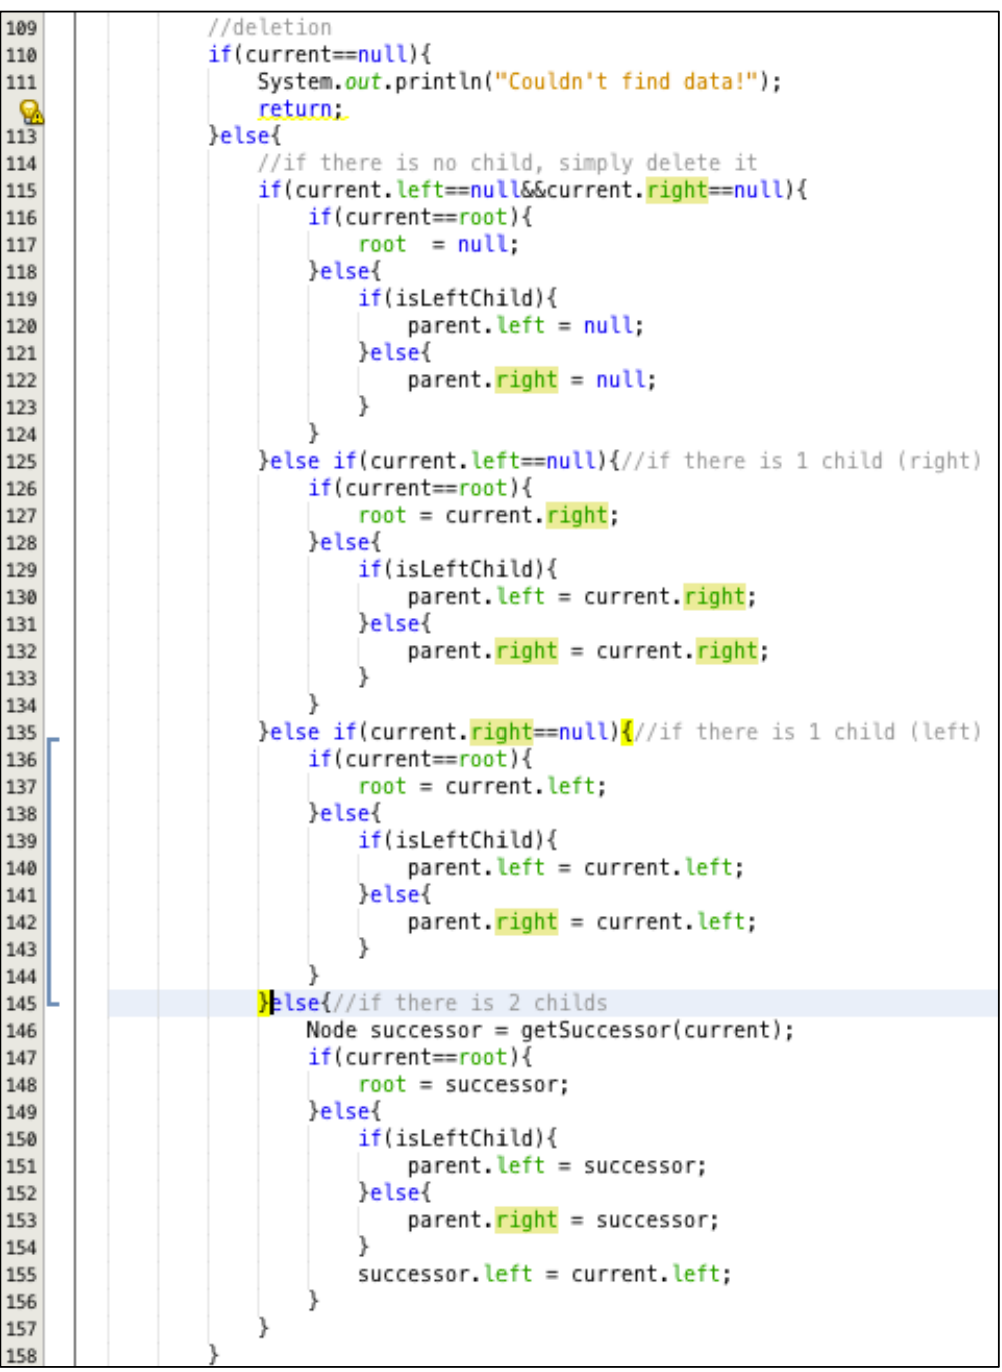 109 //deletion
110 if(current==null){
111 System.out.println("Couldn't find data!");
return;
113 }else{
114 //if there is no child, simply delete it
115 if(current.left==null&&current.right==null){
116 if(current==root){
117 root  = null;
118 }else{
119 if(isLeftChild){
120 parent.left = null;
121 }else{
122 parent.right = null;
123 }
124 }
125 }else if(current.left==null){//if there is 1 child (right)
126 if(current==root){
127 root = current.right;
128 }else{
129 if(isLeftChild){
130 parent.left = current.right;
131 }else{
132 parent.right = current.right;
133 }
134 }
135 }else if(current.right==null){//if there is 1 child (left)
136 if(current==root){
137 root = current.left;
138 }else{
139 if(isLeftChild){
140 parent.left = current.left;
141 }else{
142 parent.right = current.left;
143 }
144 }
145 }else{//if there is 2 childs
146 Node successor = getSuccessor(current);
147 if(current==root){
148 root = successor;
149 }else{
150 if(isLeftChild){
151 parent.left = successor;
152 }else{
153 parent.right = successor;
154 }
155 successor.left = current.left;
156 }
157 }
158 }